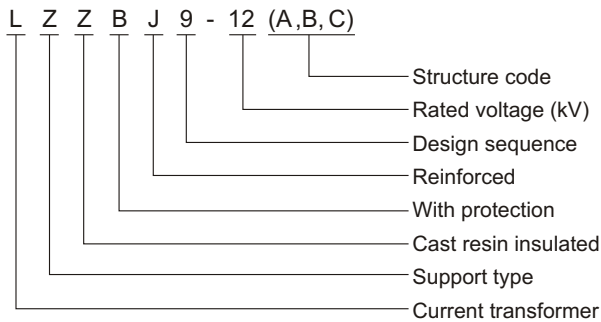 L Z Z B J 9 - 12 (A,B,C)
Structure code
Rated voltage (kV)
Design sequence
Reinforced
With protection
Cast resin insulated
Support type
Current transformer